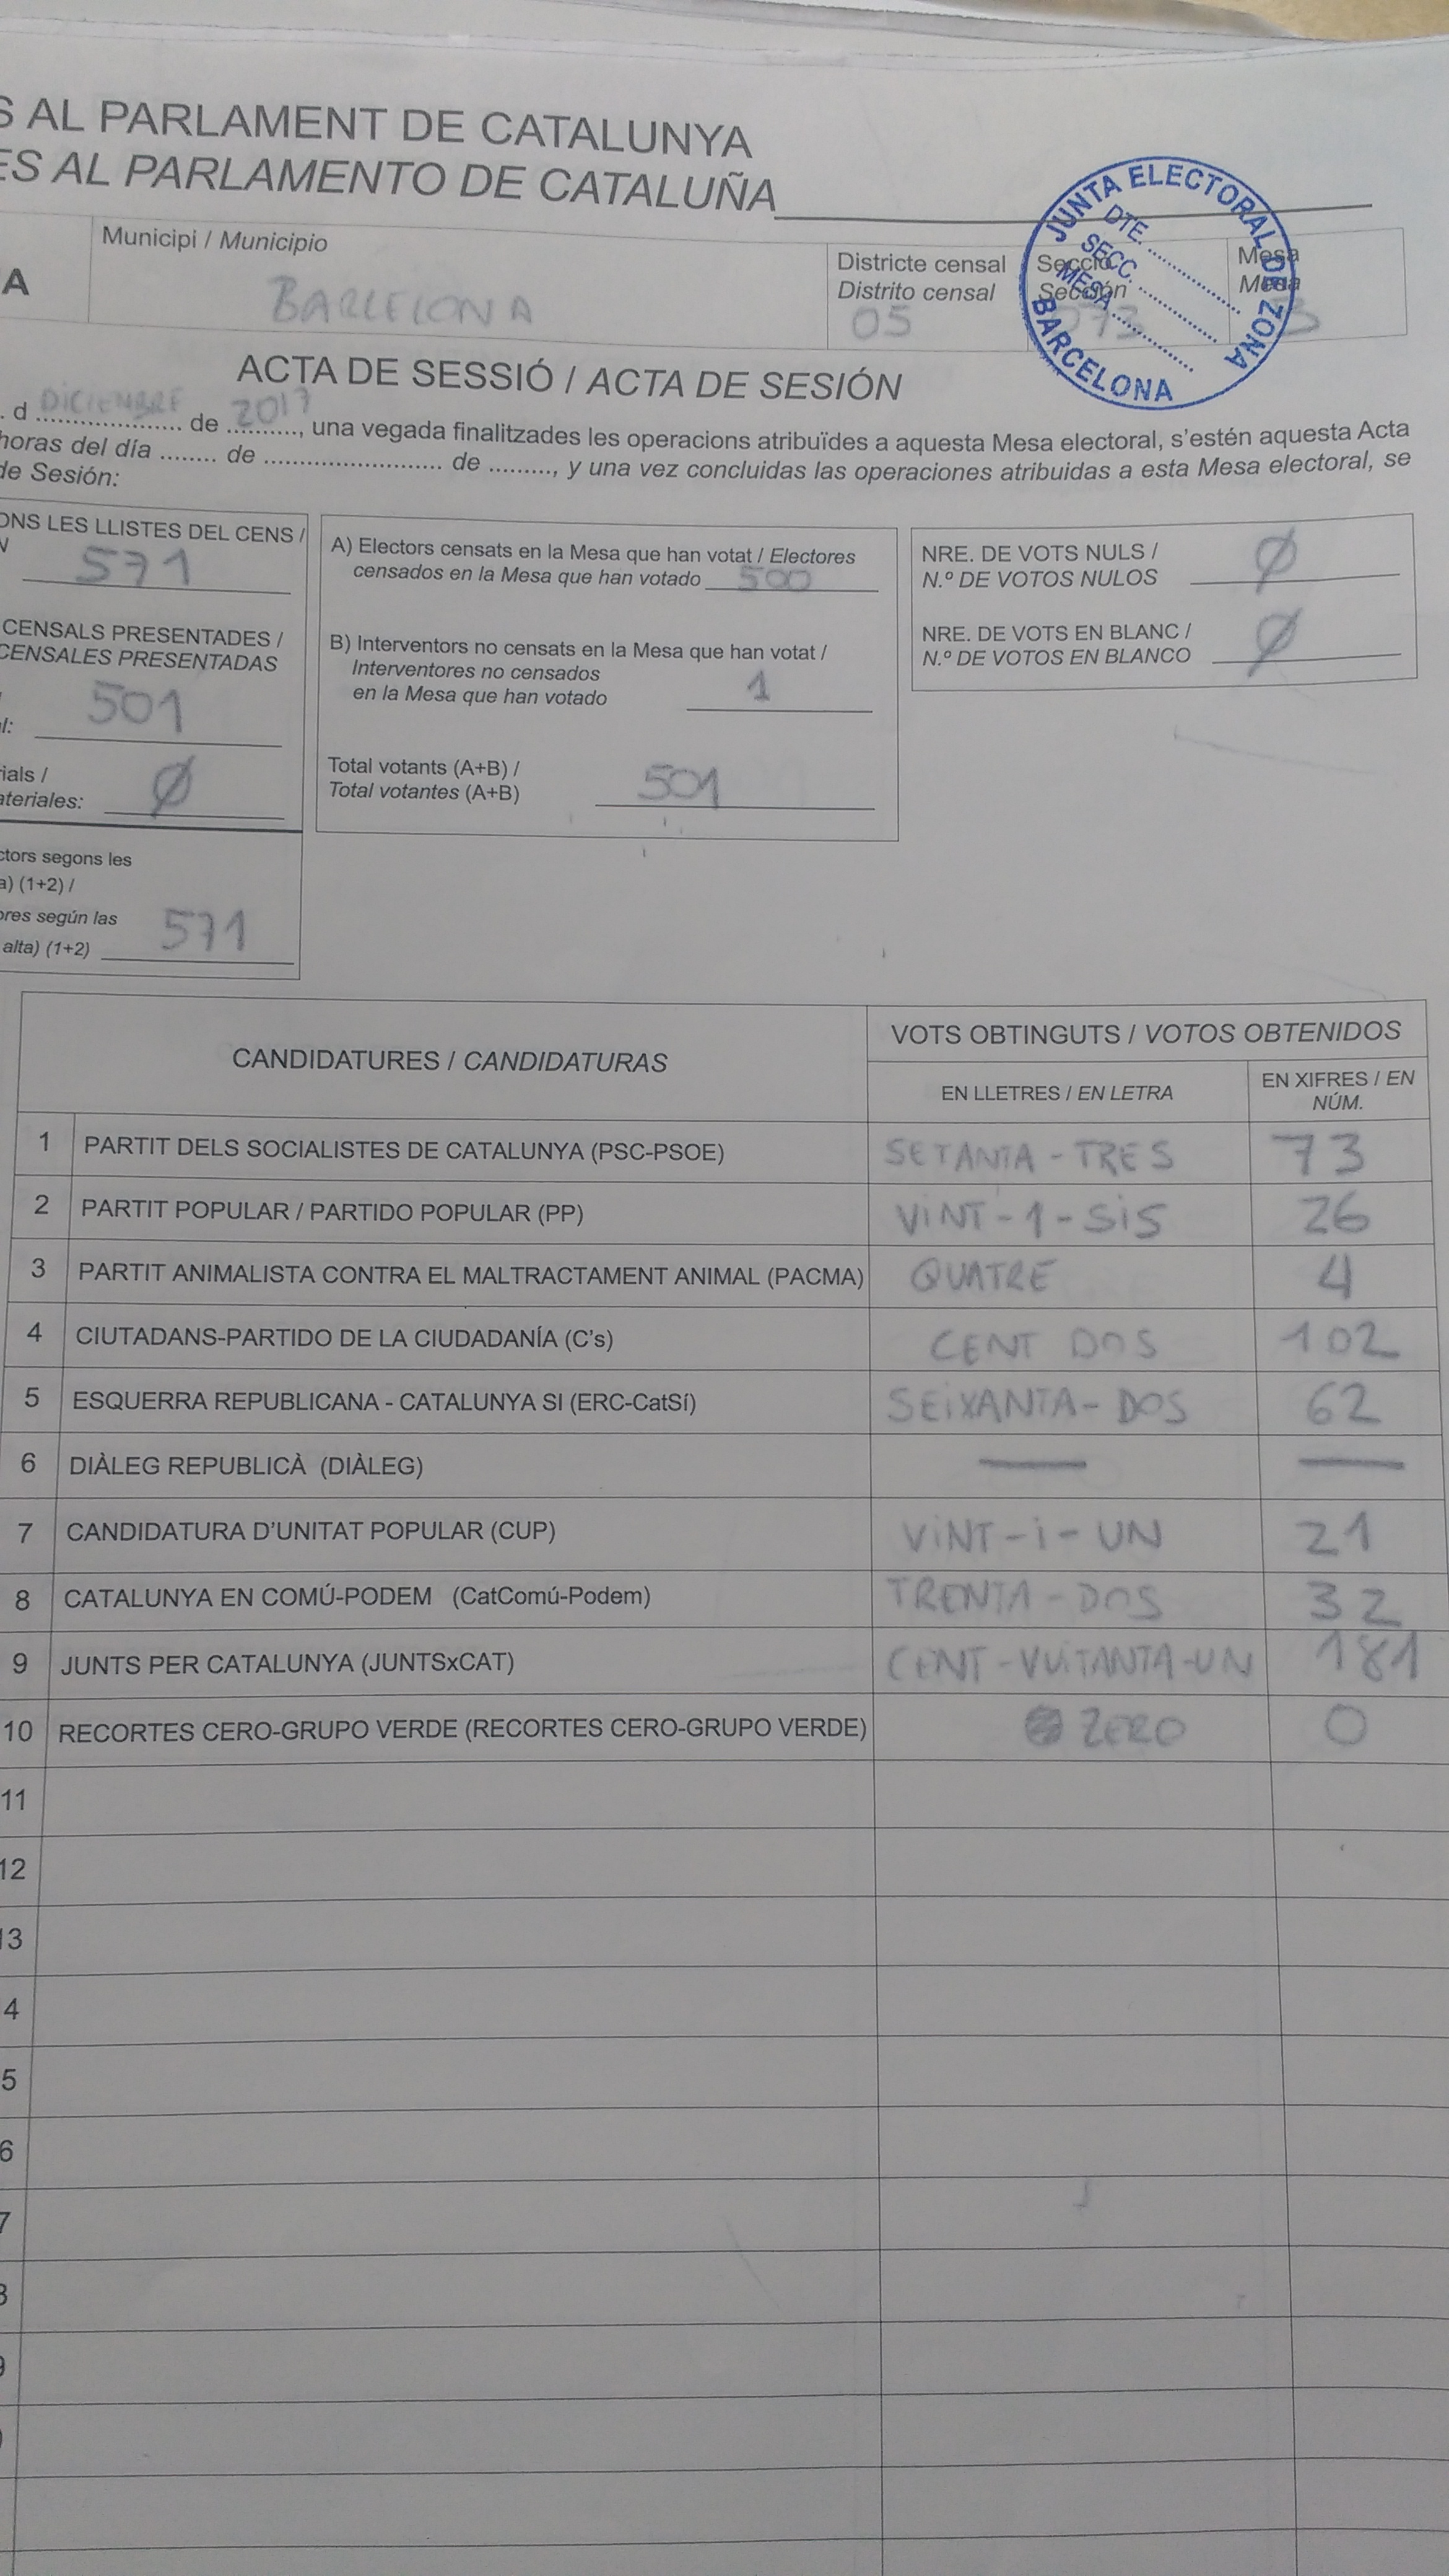 S AL PARLAMENT DE CATALUNYA
ES AL PARLAMENTO DE CATALUÑA
JUNTA ELECTORAL DE ZONA
BARCELONA
DTE. ...............
SECC. ...............
MESA ...............
A
Municipi / Municipio
BARCELONA
Districte censal
Distrito censal
05
Secció
Sección
073
Mesa
Mesa
B
ACTA DE SESSIÓ / ACTA DE SESIÓN
. d DICIEMBRE de 2017, una vegada finalitzades les operacions atribuïdes a aquesta Mesa electoral, s'estén aquesta Acta
horas del día ........ de ......................... de ........., y una vez concluidas las operaciones atribuidas a esta Mesa electoral, se
de Sesión:
ONS LES LLISTES DEL CENS /
571
CENSALS PRESENTADES /
CENSALES PRESENTADAS
l: 501
ials /
ateriales: Ø
ctors segons les
a) (1+2) /
ores según las
alta) (1+2) 571
A) Electors censats en la Mesa que han votat / Electores
censados en la Mesa que han votado 500
B) Interventors no censats en la Mesa que han votat /
Interventores no censados
en la Mesa que han votado 1
Total votants (A+B) /
Total votantes (A+B) 501
NRE. DE VOTS NULS /
N.º DE VOTOS NULOS Ø
NRE. DE VOTS EN BLANC /
N.º DE VOTOS EN BLANCO Ø
CANDIDATURES / CANDIDATURAS
VOTS OBTINGUTS / VOTOS OBTENIDOS
EN LLETRES / EN LETRA
EN XIFRES / EN
NÚM.
1 PARTIT DELS SOCIALISTES DE CATALUNYA (PSC-PSOE) SETANTA-TRES 73
2 PARTIT POPULAR / PARTIDO POPULAR (PP) VINT-1-SIS 26
3 PARTIT ANIMALISTA CONTRA EL MALTRACTAMENT ANIMAL (PACMA) QUATRE 4
4 CIUTADANS-PARTIDO DE LA CIUDADANÍA (C's) CENT DOS 102
5 ESQUERRA REPUBLICANA - CATALUNYA SI (ERC-CatSí) SEIXANTA-DOS 62
6 DIÀLEG REPUBLICÀ (DIÀLEG) — —
7 CANDIDATURA D'UNITAT POPULAR (CUP) VINT-i-UN 21
8 CATALUNYA EN COMÚ-PODEM (CatComú-Podem) TRENTA-DOS 32
9 JUNTS PER CATALUNYA (JUNTSxCAT) CENT-VUITANTA-UN 181
10 RECORTES CERO-GRUPO VERDE (RECORTES CERO-GRUPO VERDE) ZERO 0
11
12
13
4
5
6
7
8
9